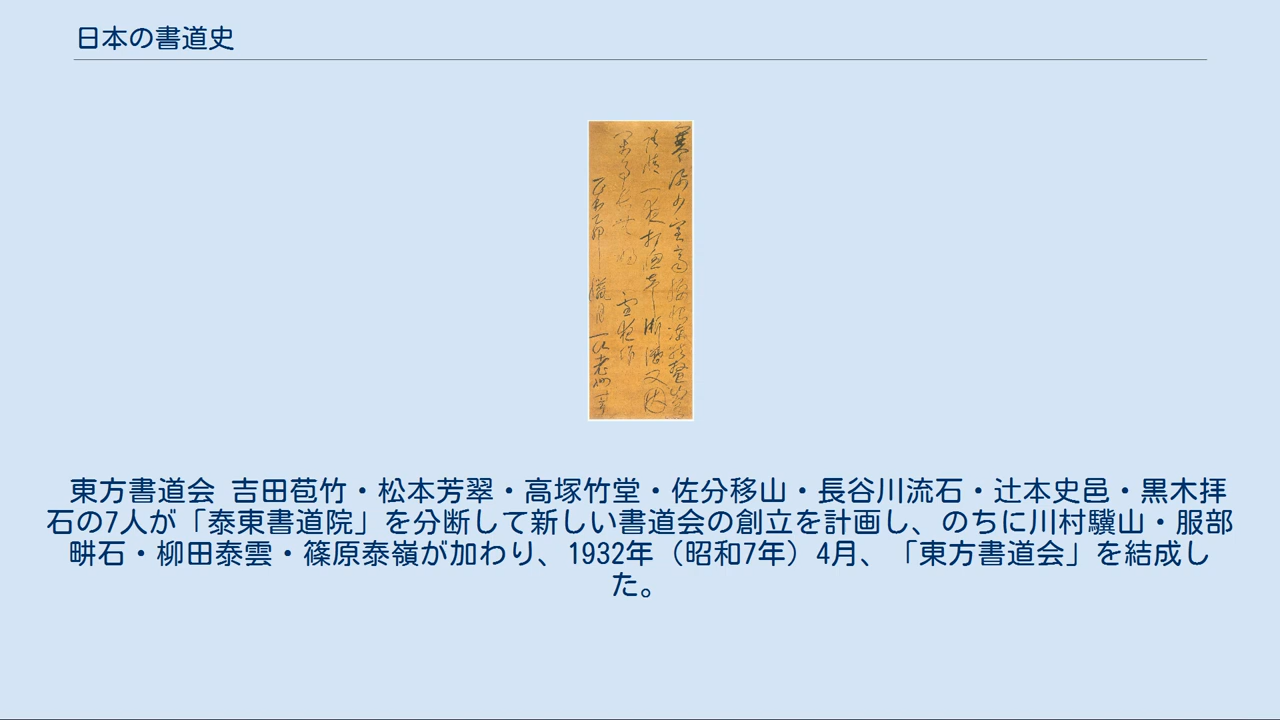 日本の書道史
東方書道会 吉田苞竹・松本芳翠・高塚竹堂・佐分移山・長谷川流石・辻本史邑・黒木拝
石の7人が「泰東書道院」を分断して新しい書道会の創立を計画し、のちに川村驥山・服部
畊石・柳田泰雲・篠原泰嶺が加わり、1932年（昭和7年）4月、「東方書道会」を結成し
た。